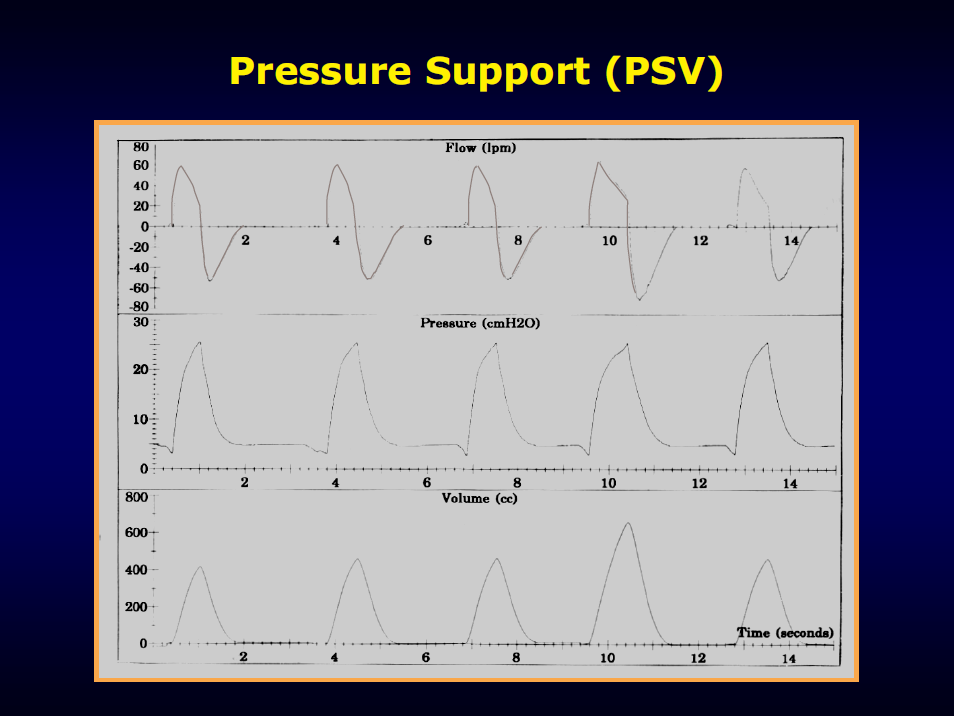 Pressure Support (PSV)
Flow (lpm)
80
60
40
20
0
-20
-40
-60
-80
2 4 6 8 10 12 14
Pressure (cmH2O)
30
20
10
0
2 4 6 8 10 12 14
Volume (cc)
800
600
400
200
0
Time (seconds)
2 4 6 8 10 12 14